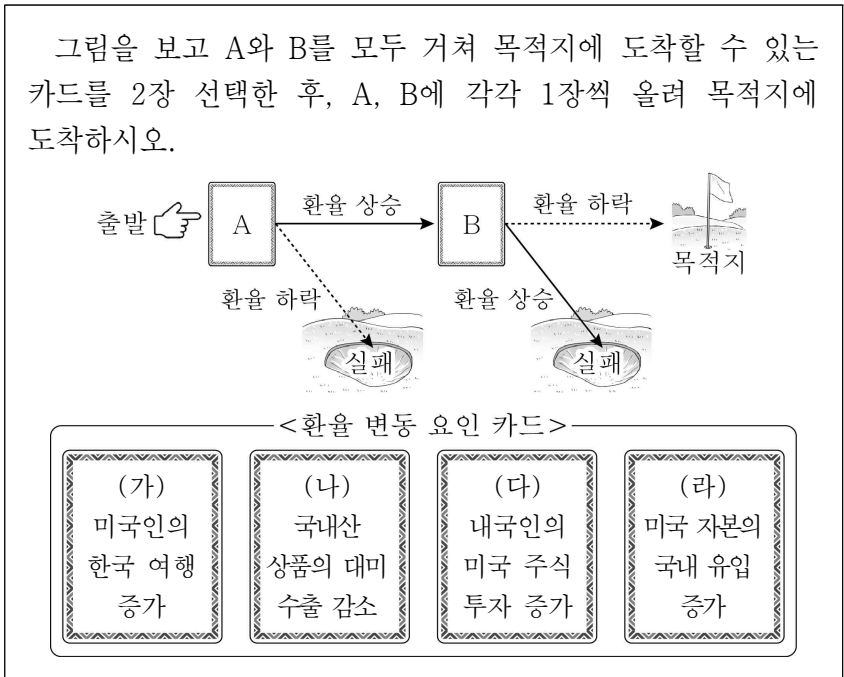 그림을 보고 A와 B를 모두 거쳐 목적지에 도착할 수 있는
카드를 2장 선택한 후, A, B에 각각 1장씩 올려 목적지에
도착하시오.
출발 A 환율 상승 B 환율 하락
목적지
환율 하락 환율 상승
실패 실패
<환율 변동 요인 카드>
(가)
미국인의
한국 여행
증가
(나)
국내산
상품의 대미
수출 감소
(다)
내국인의
미국 주식
투자 증가
(라)
미국 자본의
국내 유입
증가